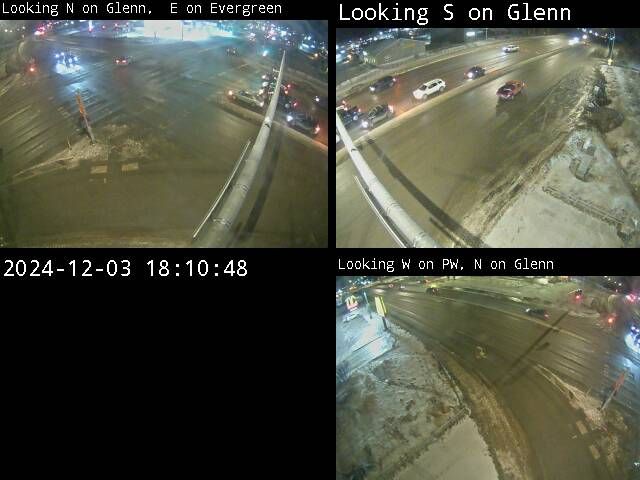 Looking N on Glenn,  E on Evergreen
Looking S on Glenn
2024-12-03 18:10:48
Looking W on PW, N on Glenn